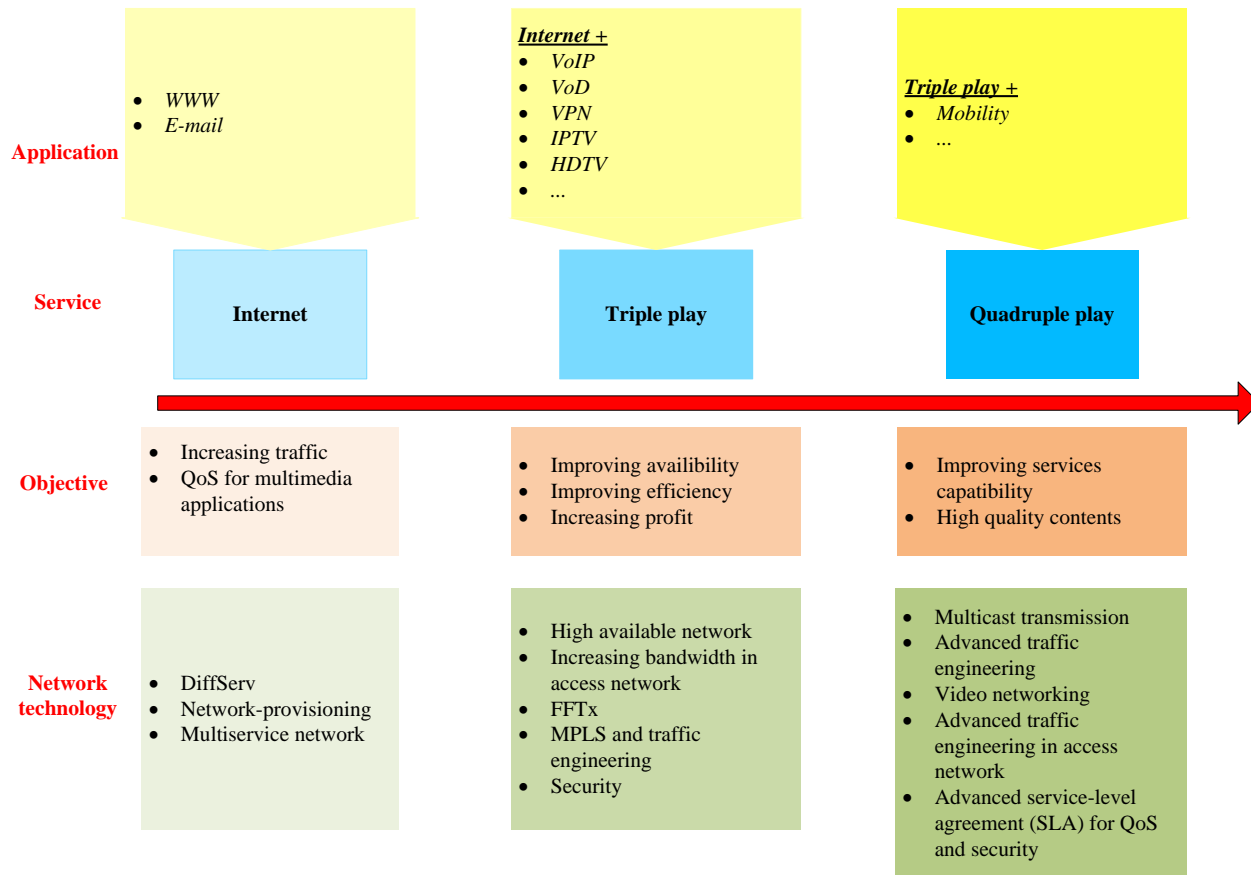 Application
• WWW
• E-mail
Internet +
• VoIP
• VoD
• VPN
• IPTV
• HDTV
• ...
Triple play +
• Mobility
• ...
Service
Internet
Triple play
Quadruple play
Objective
• Increasing traffic
• QoS for multimedia
applications
• Improving availibility
• Improving efficiency
• Increasing profit
• Improving services
capatibility
• High quality contents
Network
technology
• DiffServ
• Network-provisioning
• Multiservice network
• High available network
• Increasing bandwidth in
access network
• FFTx
• MPLS and traffic
engineering
• Security
• Multicast transmission
• Advanced traffic
engineering
• Video networking
• Advanced traffic
engineering in access
network
• Advanced service-level
agreement (SLA) for QoS
and security